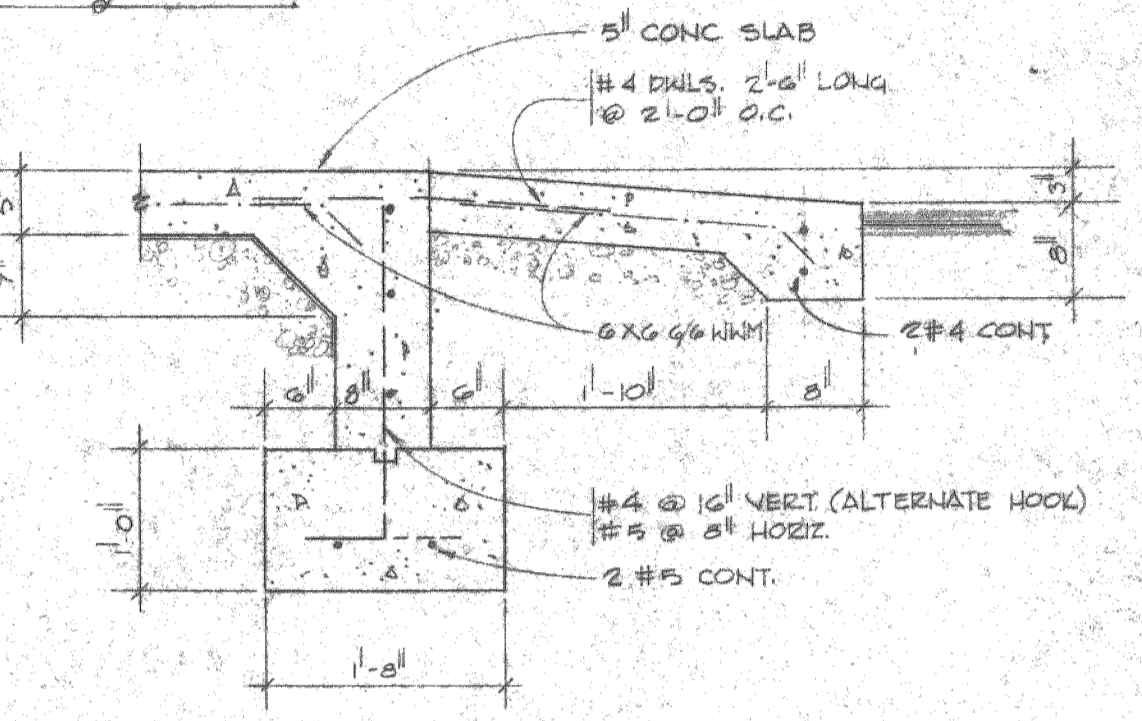 5" CONC SLAB
#4 DWLS. 2'-6" LONG
@ 2'-0" O.C.
3"
5"
8"
7"
6X6 6/6 WWM
2#4 CONT
6"
8"
6"
1'-10"
8"
1'-0"
#4 @ 16" VERT. (ALTERNATE HOOK)
#5 @ 8" HORIZ.
2 #5 CONT.
1'-8"